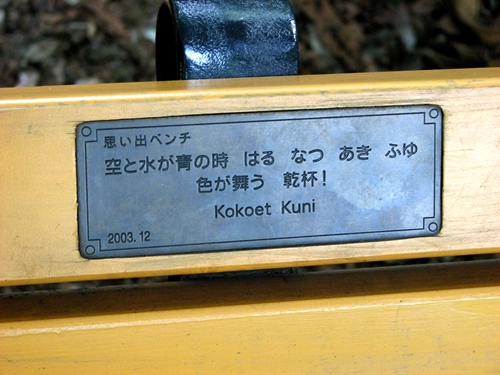 思い出ベンチ
空と水が青の時 はる なつ あき ふゆ
色が舞う 乾杯!
Kokoet Kuni
2003.12